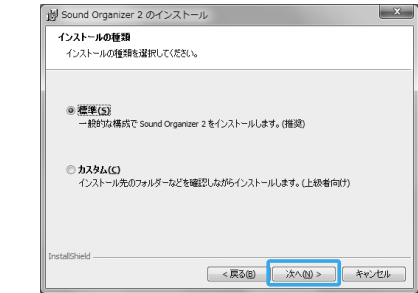 Sound Organizer 2 のインストール
インストールの種類
インストールの種類を選択してください。
標準(S)
一般的な構成で Sound Organizer 2 をインストールします。(推奨)
カスタム(C)
インストール先のフォルダーなどを確認しながらインストールします。(上級者向け)
InstallShield
< 戻る(B)
次へ(N) >
キャンセル